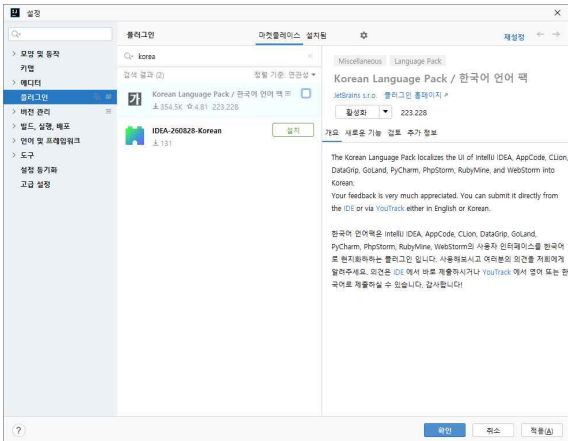 설정
플러그인
마켓플레이스 설치됨
재설정
모양 및 동작
키맵
에디터
플러그인
버전 관리
빌드, 실행, 배포
언어 및 프레임워크
도구
설정 동기화
고급 설정
korea
검색 결과 (2) 정렬 기준: 연관성
Korean Language Pack / 한국어 언어 팩
354.5K 4.81 223.228
IDEA-260828-Korean
131
설치
Miscellaneous Language Pack
Korean Language Pack / 한국어 언어 팩
JetBrains s.r.o. 플러그인 홈페이지
활성화 223.228
개요 새로운 기능 검토 추가 정보
The Korean Language Pack localizes the UI of IntelliJ IDEA, AppCode, CLion,
DataGrip, GoLand, PyCharm, PhpStorm, RubyMine, and WebStorm into
Korean.
Your feedback is very much appreciated. You can submit it directly from
the IDE or via YouTrack either in English or Korean.
한국어 언어팩은 IntelliJ IDEA, AppCode, CLion, DataGrip, GoLand,
PyCharm, PhpStorm, RubyMine, WebStorm의 사용자 인터페이스를 한국어
로 현지화하하는 플러그인 입니다. 사용해보시고 여러분의 의견을 저희에게
알려주세요. 의견은 IDE 에서 바로 제출하시거나 YouTrack 에서 영어 또는 한
국어로 제출하실 수 있습니다. 감사합니다!
?
확인 취소 적용(A)